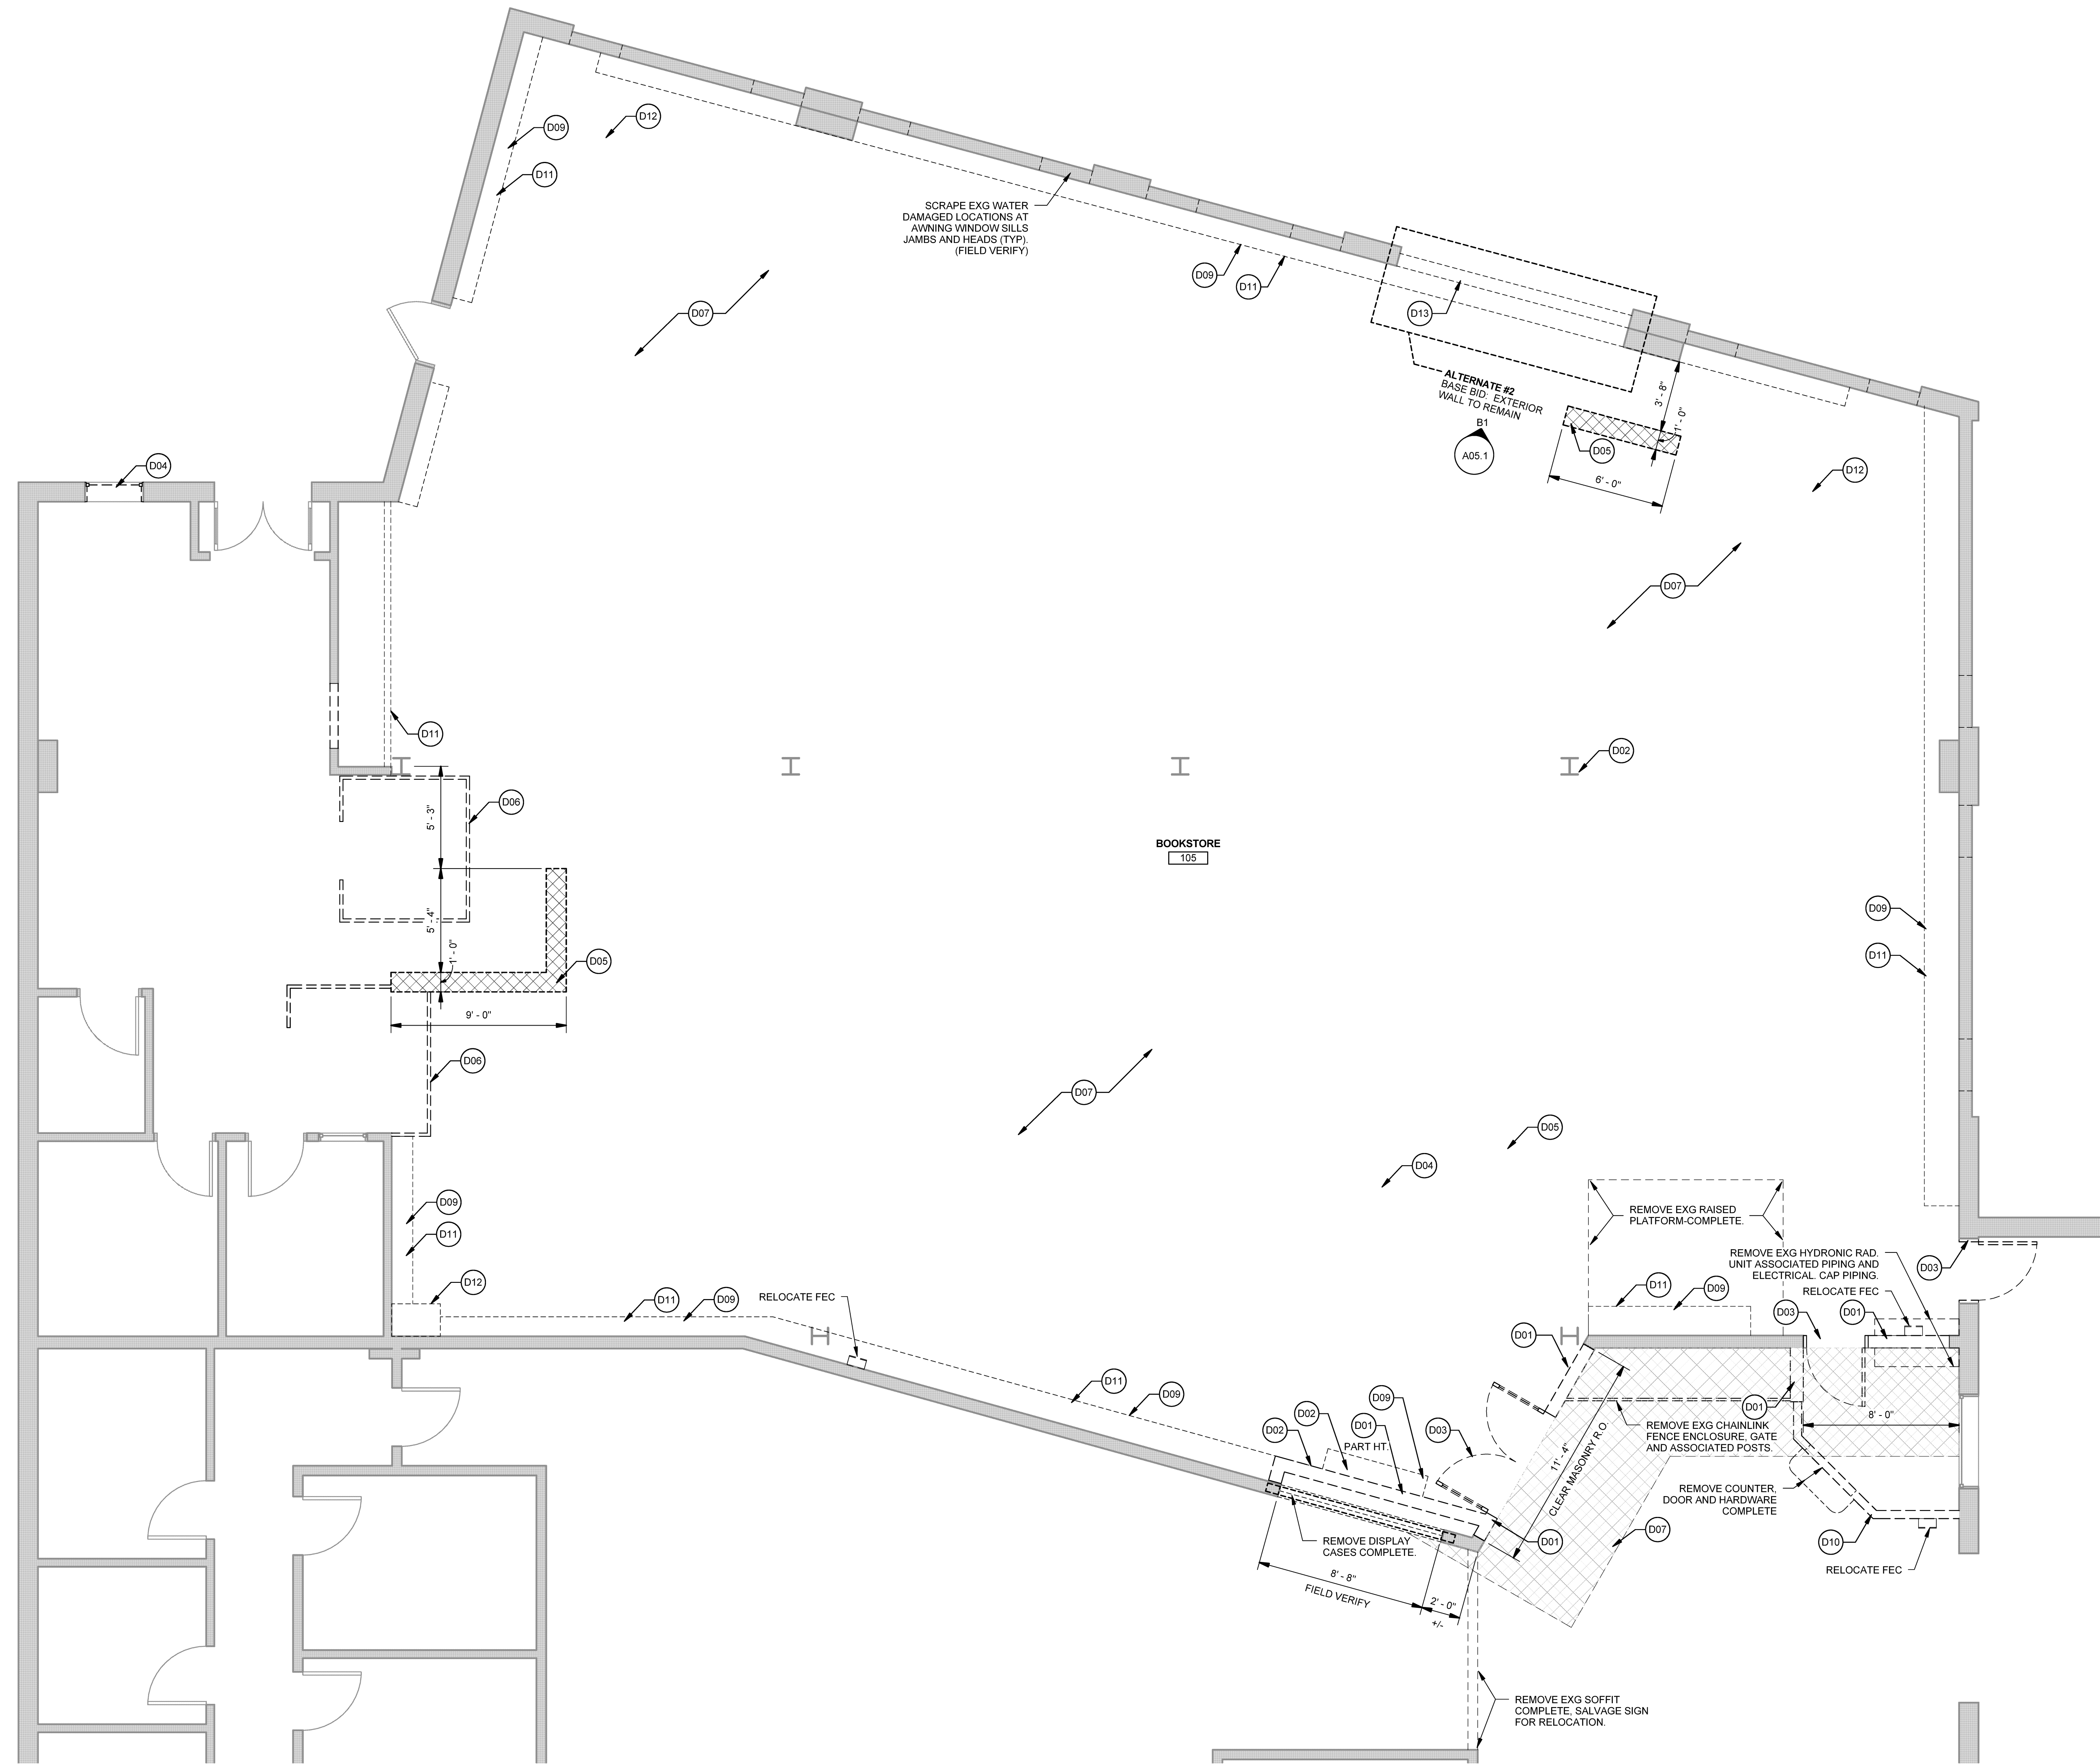 D12
D09
D11
SCRAPE EXG WATER
DAMAGED LOCATIONS AT
AWNING WINDOW SILLS
JAMBS AND HEADS (TYP).
(FIELD VERIFY)
D09
D11
D07
D13
ALTERNATE #2
BASE BID: EXTERIOR
WALL TO REMAIN
3' - 8"
1' - 0"
B1
A05.1
D05
6' - 0"
D04
D12
D07
D11
D02
D06
5' - 3"
BOOKSTORE
105
5' - 4"
1' - 0"
D05
9' - 0"
D09
D11
D06
D07
D05
D04
D09
D11
REMOVE EXG RAISED
PLATFORM-COMPLETE.
REMOVE EXG HYDRONIC RAD.
UNIT ASSOCIATED PIPING AND
ELECTRICAL. CAP PIPING.
D03
D12
RELOCATE FEC
D11
D09
D11
D09
RELOCATE FEC
D03
D01
D01
D11
D09
D02
D02
D01
PART HT.
D09
D03
D01
8' - 0"
11' - 4"
CLEAR MASONRY R.O.
REMOVE EXG CHAINLINK
FENCE ENCLOSURE, GATE
AND ASSOCIATED POSTS.
REMOVE COUNTER,
DOOR AND HARDWARE
COMPLETE
D07
D10
RELOCATE FEC
REMOVE DISPLAY
CASES COMPLETE.
D01
8' - 8"
FIELD VERIFY
2' - 0"
+/-
REMOVE EXG SOFFIT
COMPLETE, SALVAGE SIGN
FOR RELOCATION.